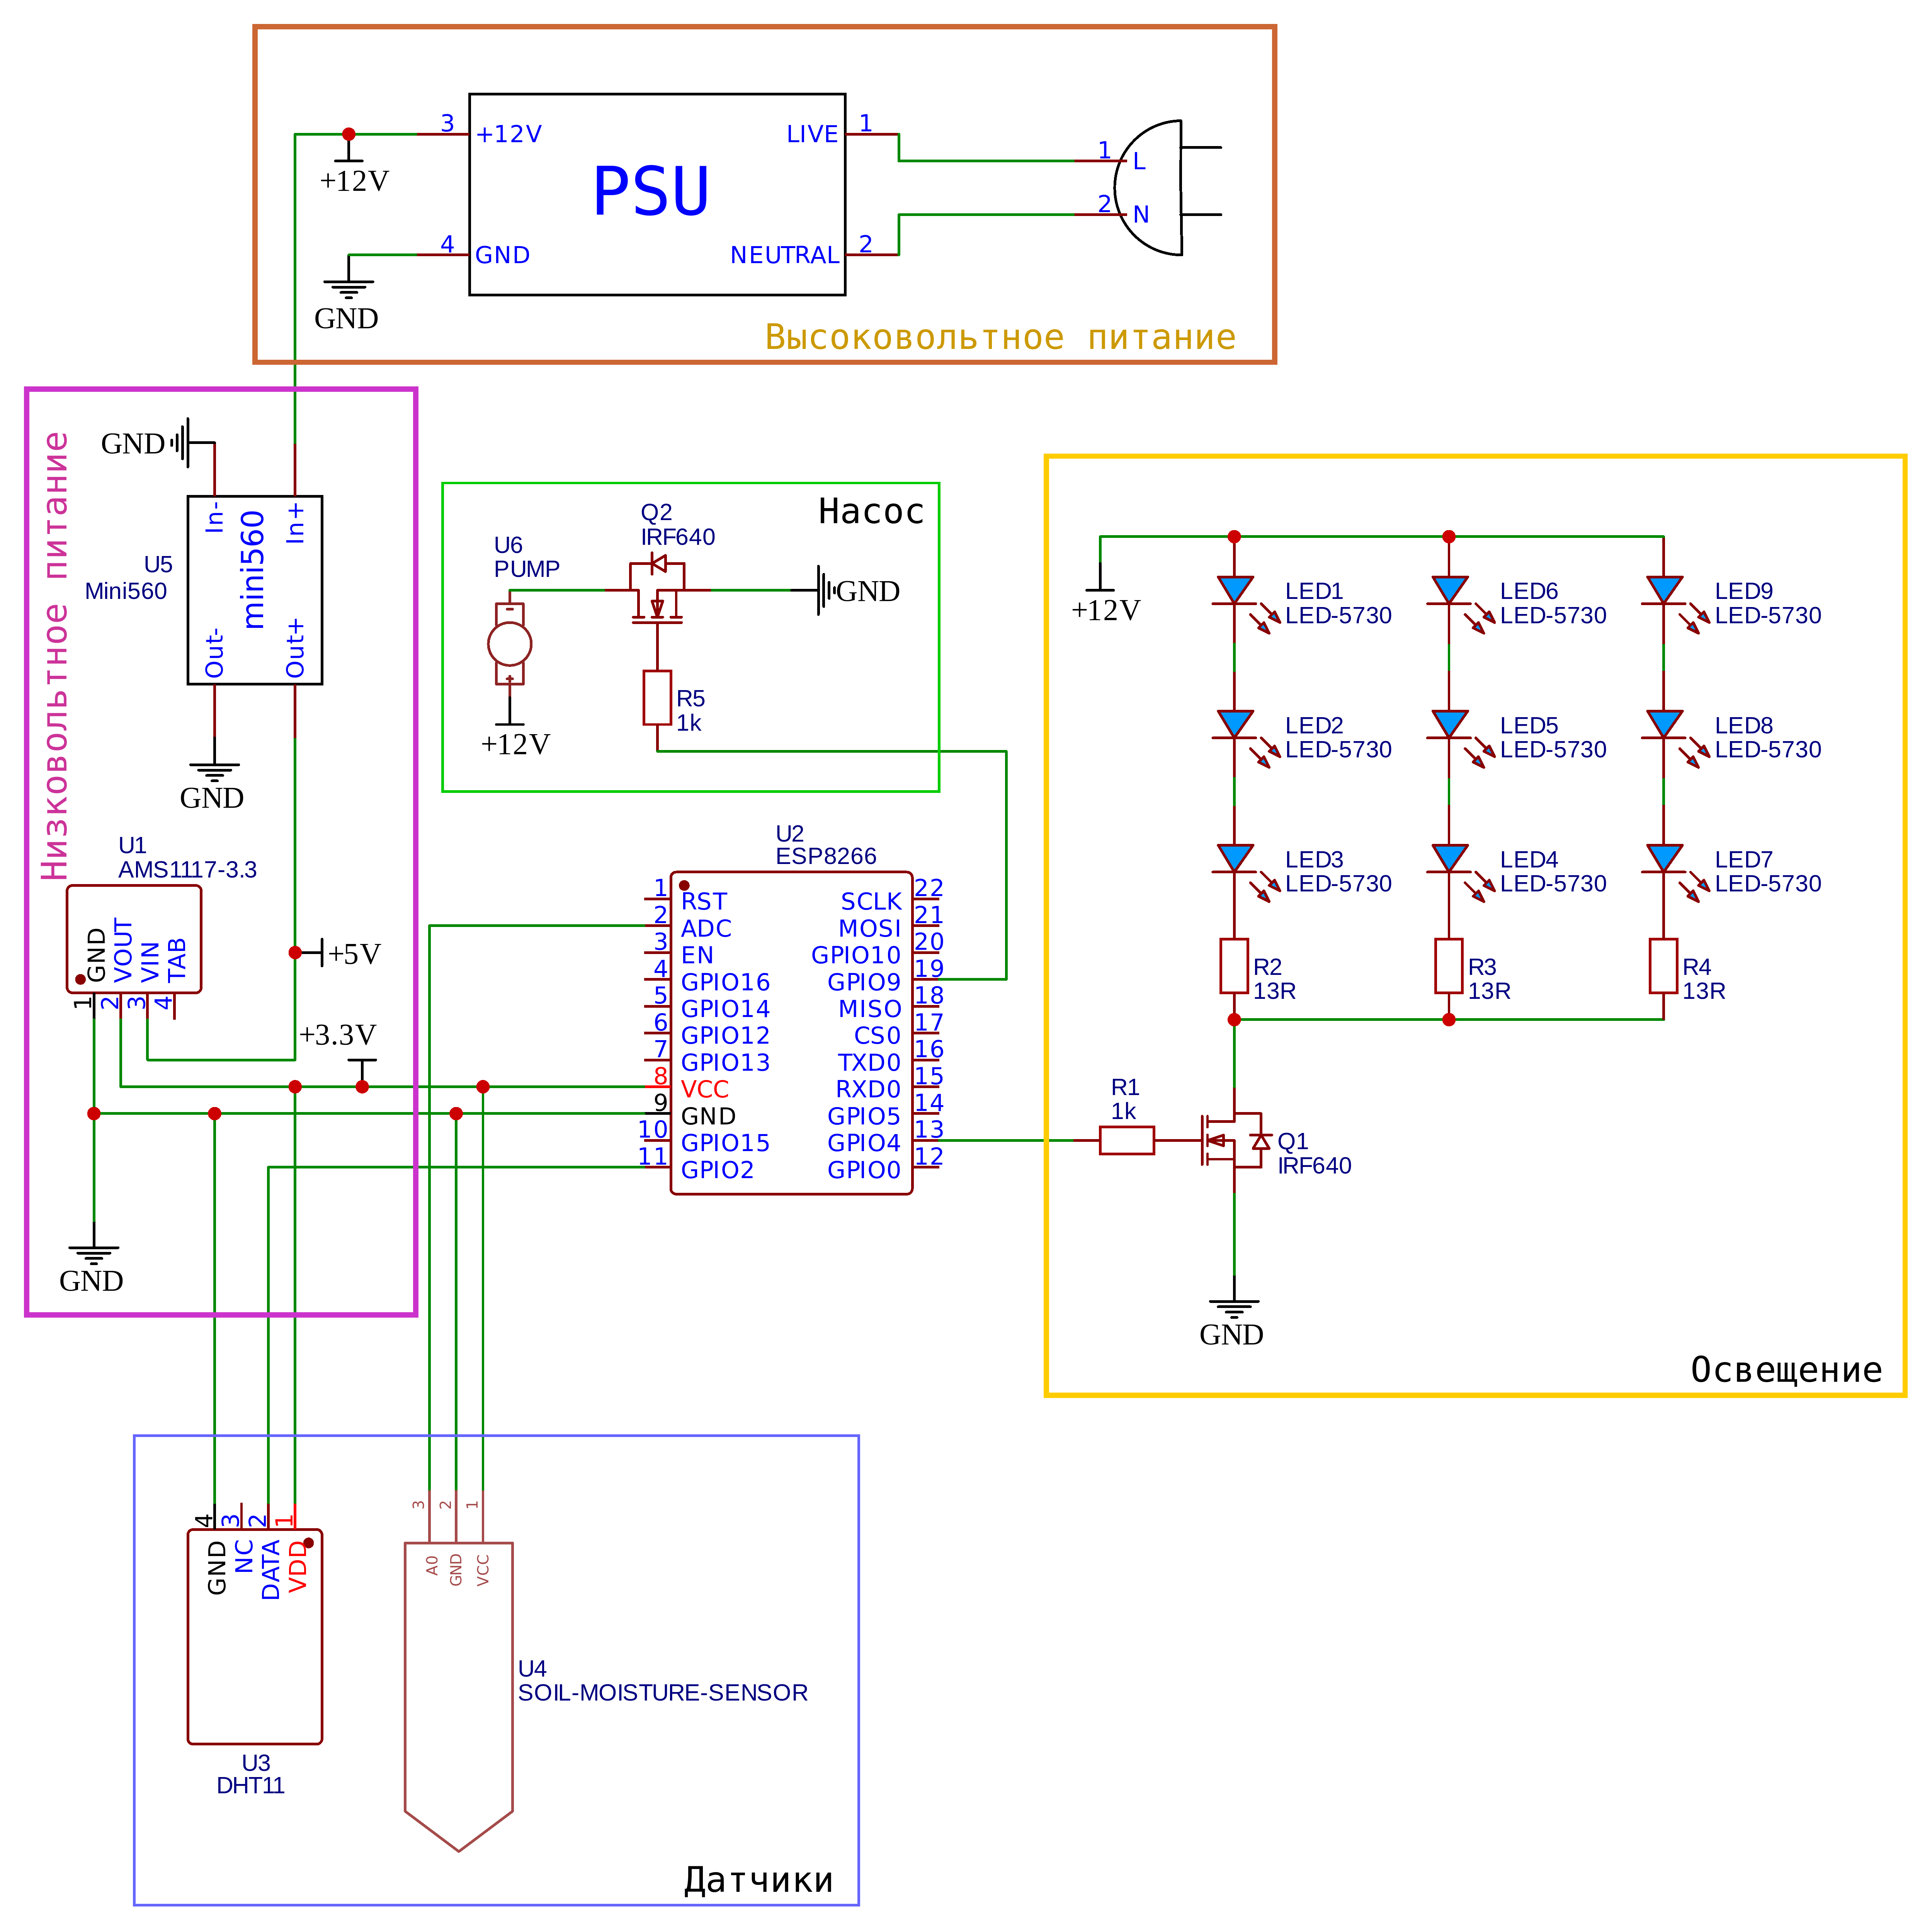 3
+12V
LIVE
1
1
L
+12V
PSU
2
N
4
GND
NEUTRAL
2
GND
Высоковольтное питание
Низковольтное питание
GND
In-
In+
mini560
U5
Mini560
Out-
Out+
GND
U1
AMS1117-3.3
GND
VOUT
VIN
TAB
1
2
3
4
+5V
+3.3V
GND
Насос
Q2
IRF640
U6
PUMP
-
+
GND
R5
1k
+12V
U2
ESP8266
1
RST
SCLK
22
2
ADC
MOSI
21
3
EN
GPIO10
20
4
GPIO16
GPIO9
19
5
GPIO14
MISO
18
6
GPIO12
CS0
17
7
GPIO13
TXD0
16
8
VCC
RXD0
15
9
GND
GPIO5
14
10
GPIO15
GPIO4
13
11
GPIO2
GPIO0
12
+12V
LED1
LED-5730
LED6
LED-5730
LED9
LED-5730
LED2
LED-5730
LED5
LED-5730
LED8
LED-5730
LED3
LED-5730
LED4
LED-5730
LED7
LED-5730
R2
13R
R3
13R
R4
13R
R1
1k
Q1
IRF640
GND
Освещение
4
3
2
1
GND
NC
DATA
VDD
U3
DHT11
3
2
1
A0
GND
VCC
U4
SOIL-MOISTURE-SENSOR
Датчики